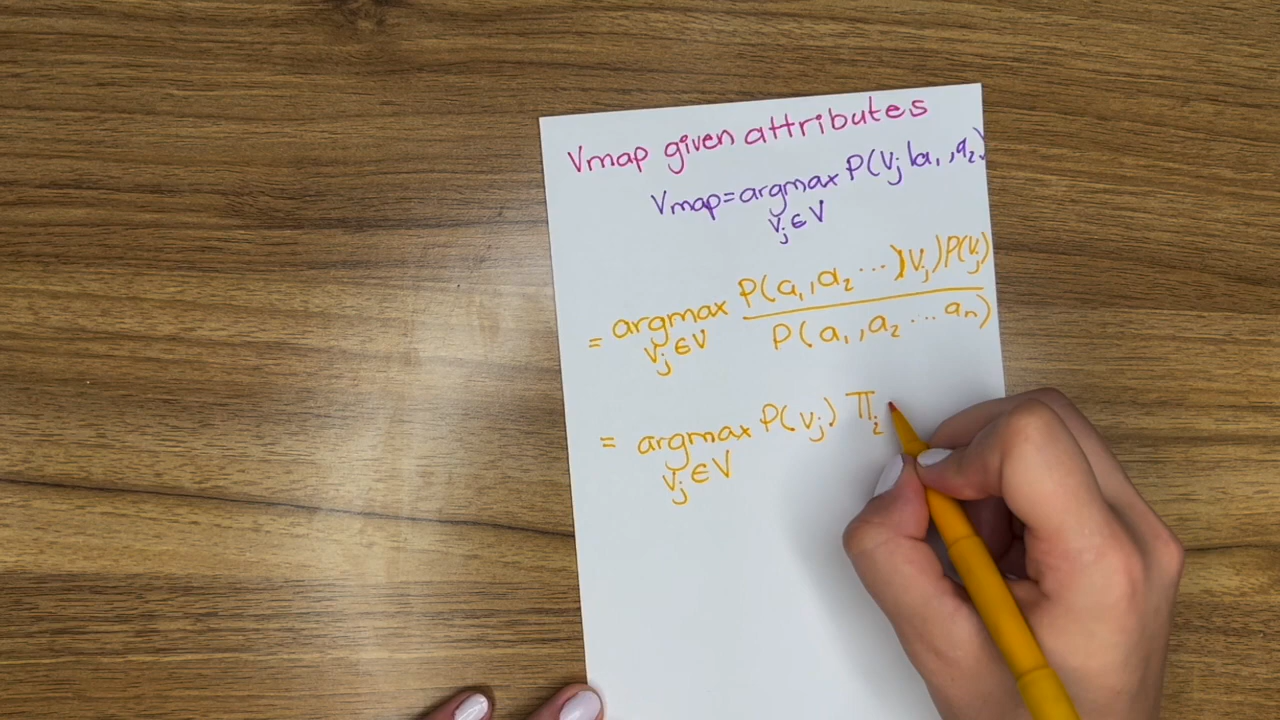 Vmap given attributes
Vmap=argmax P(Vj|a1,,a2)
Vj∈V
= argmax P(a1,a2...)Vj)P(Vj)
Vj∈V P(a1,a2...an)
= argmax P(vj) πi
Vj∈V